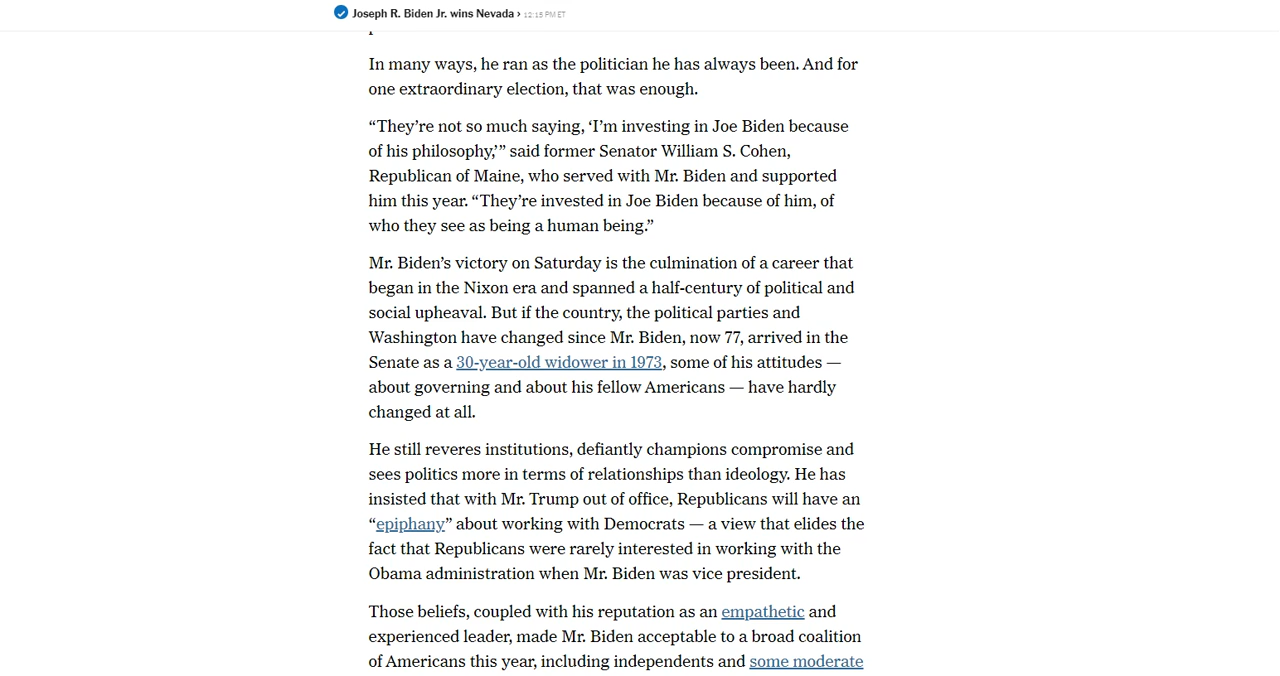 Joseph R. Biden Jr. wins Nevada › 12:15 PM ET
In many ways, he ran as the politician he has always been. And for
one extraordinary election, that was enough.
“They’re not so much saying, ‘I’m investing in Joe Biden because
of his philosophy,’” said former Senator William S. Cohen,
Republican of Maine, who served with Mr. Biden and supported
him this year. “They’re invested in Joe Biden because of him, of
who they see as being a human being.”
Mr. Biden’s victory on Saturday is the culmination of a career that
began in the Nixon era and spanned a half-century of political and
social upheaval. But if the country, the political parties and
Washington have changed since Mr. Biden, now 77, arrived in the
Senate as a 30-year-old widower in 1973, some of his attitudes —
about governing and about his fellow Americans — have hardly
changed at all.
He still reveres institutions, defiantly champions compromise and
sees politics more in terms of relationships than ideology. He has
insisted that with Mr. Trump out of office, Republicans will have an
“epiphany” about working with Democrats — a view that elides the
fact that Republicans were rarely interested in working with the
Obama administration when Mr. Biden was vice president.
Those beliefs, coupled with his reputation as an empathetic and
experienced leader, made Mr. Biden acceptable to a broad coalition
of Americans this year, including independents and some moderate